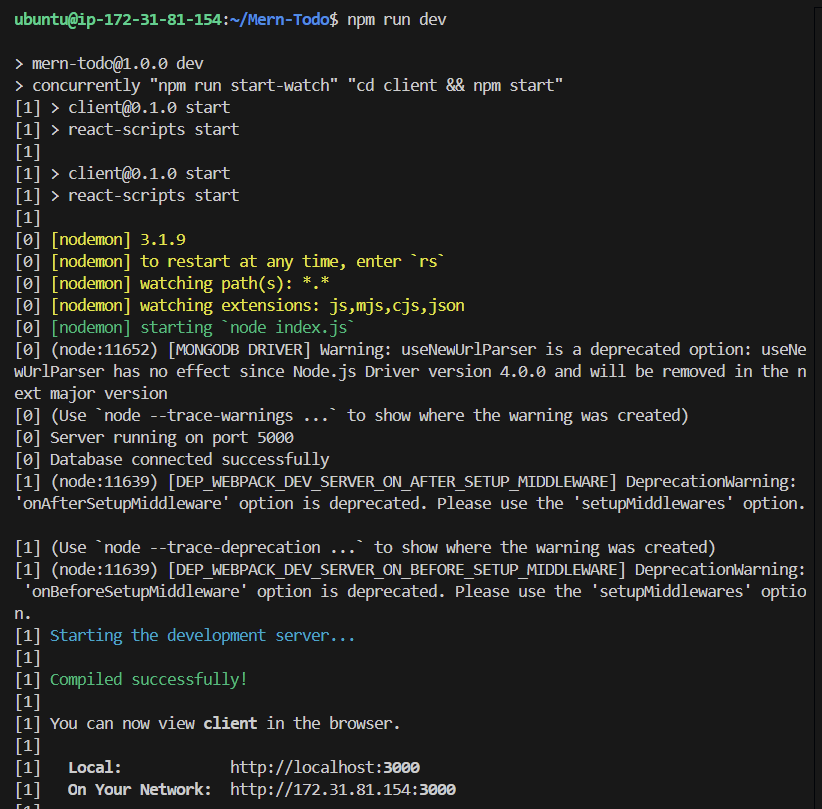 ubuntu@ip-172-31-81-154:~/Mern-Todo$ npm run dev
> mern-todo@1.0.0 dev
> concurrently "npm run start-watch" "cd client && npm start"
[1] > client@0.1.0 start
[1] > react-scripts start
[1]
[1] > client@0.1.0 start
[1] > react-scripts start
[1]
[0] [nodemon] 3.1.9
[0] [nodemon] to restart at any time, enter `rs`
[0] [nodemon] watching path(s): *.*
[0] [nodemon] watching extensions: js,mjs,cjs,json
[0] [nodemon] starting `node index.js`
[0] (node:11652) [MONGODB DRIVER] Warning: useNewUrlParser is a deprecated option: useNe
wUrlParser has no effect since Node.js Driver version 4.0.0 and will be removed in the n
ext major version
[0] (Use `node --trace-warnings ...` to show where the warning was created)
[0] Server running on port 5000
[0] Database connected successfully
[1] (node:11639) [DEP_WEBPACK_DEV_SERVER_ON_AFTER_SETUP_MIDDLEWARE] DeprecationWarning:
'onAfterSetupMiddleware' option is deprecated. Please use the 'setupMiddlewares' option.
[1] (Use `node --trace-deprecation ...` to show where the warning was created)
[1] (node:11639) [DEP_WEBPACK_DEV_SERVER_ON_BEFORE_SETUP_MIDDLEWARE] DeprecationWarning:
'onBeforeSetupMiddleware' option is deprecated. Please use the 'setupMiddlewares' optio
n.
[1] Starting the development server...
[1]
[1] Compiled successfully!
[1]
[1] You can now view client in the browser.
[1]
[1] Local: http://localhost:3000
[1] On Your Network: http://172.31.81.154:3000